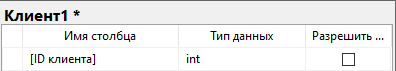 Клиент1 *
Имя столбца Тип данных Разрешить ...
[ID клиента] int